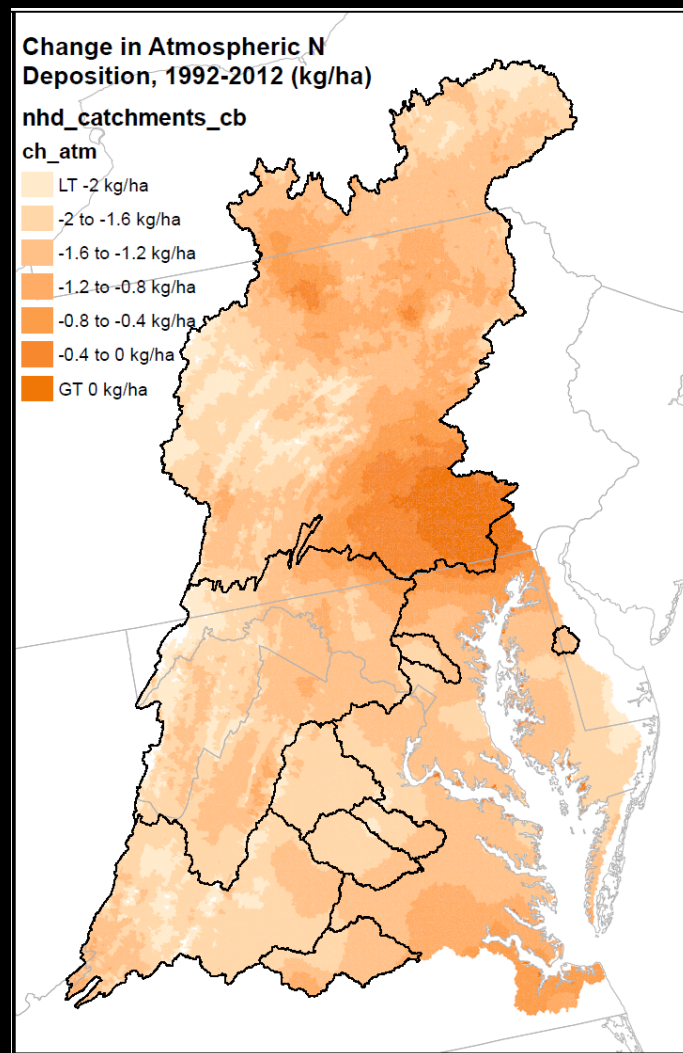 Change in Atmospheric N
Deposition, 1992-2012 (kg/ha)
nhd_catchments_cb
ch_atm
LT -2 kg/ha
-2 to -1.6 kg/ha
-1.6 to -1.2 kg/ha
-1.2 to -0.8 kg/ha
-0.8 to -0.4 kg/ha
-0.4 to 0 kg/ha
GT 0 kg/ha